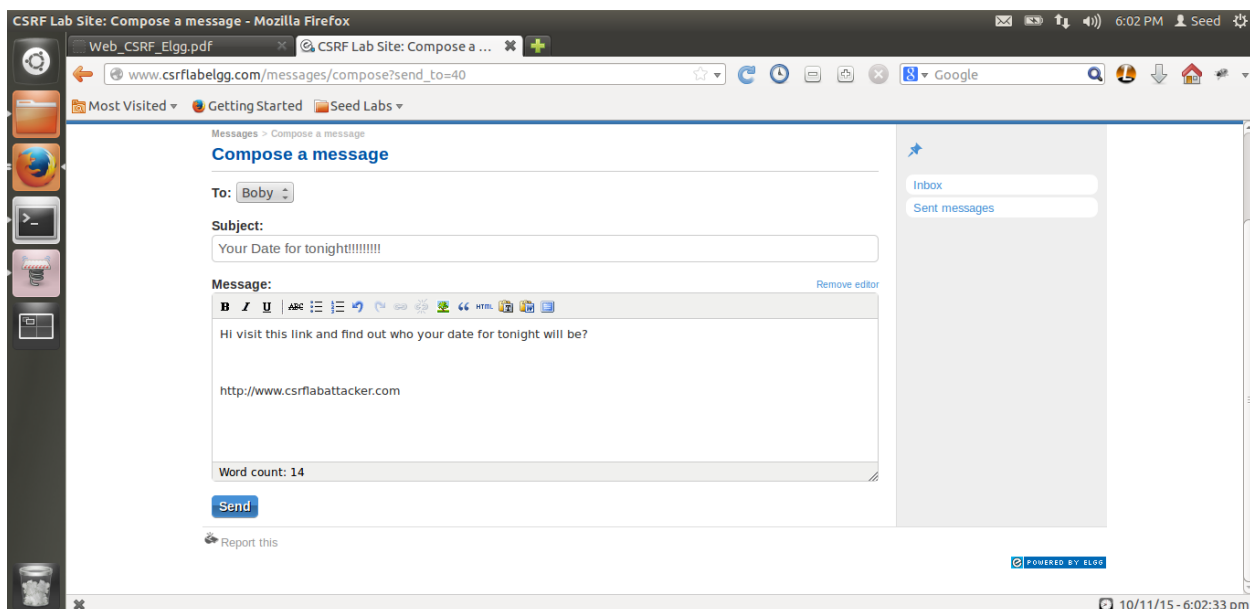 CSRF Lab Site: Compose a message - Mozilla Firefox
6:02 PM Seed
Web_CSRF_Elgg.pdf
CSRF Lab Site: Compose a ...
www.csrflabelgg.com/messages/compose?send_to=40
Google
Most Visited
Getting Started
Seed Labs
Messages > Compose a message
Compose a message
To: Boby
Subject:
Your Date for tonight!!!!!!!!!
Message:
Remove editor
B I U ABC HTML
Hi visit this link and find out who your date for tonight will be?
http://www.csrflabattacker.com
Word count: 14
Send
Report this
Inbox
Sent messages
POWERED BY ELGG
10/11/15 - 6:02:33 pm